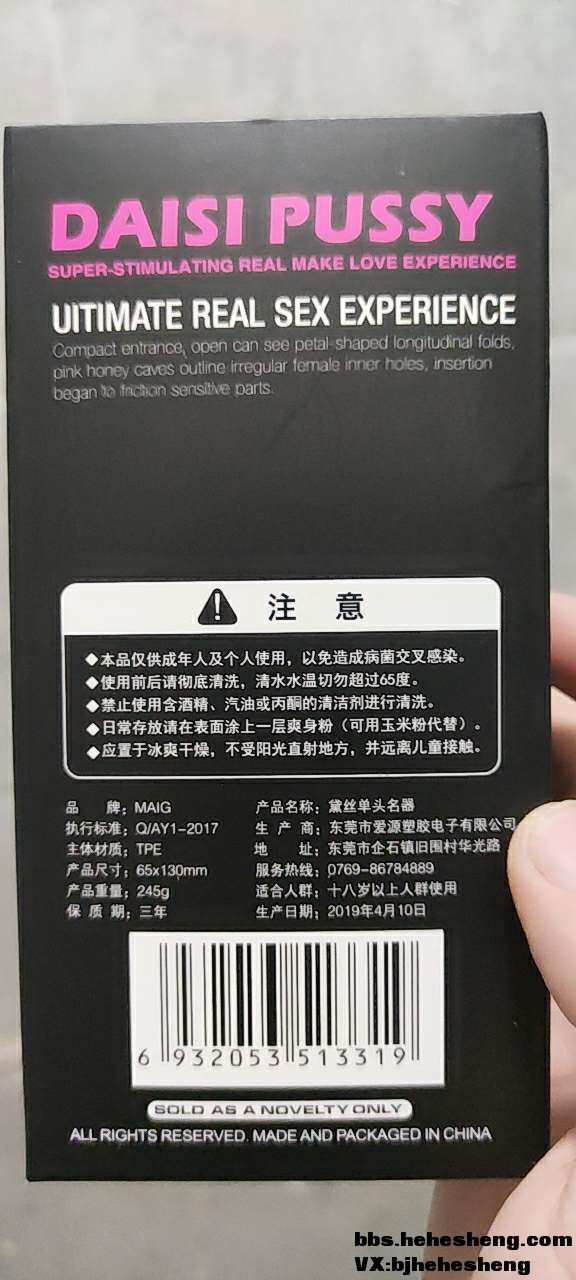 DAISI PUSSY
SUPER-STIMULATING REAL MAKE LOVE EXPERIENCE
UITIMATE REAL SEX EXPERIENCE
Compact entrance, open can see petal-shaped longitudinal folds,
pink honey caves outline irregular female inner holes, insertion
began to friction sensitive parts.
注 意
◆本品仅供成年人及个人使用，以免造成病菌交叉感染。
◆使用前后请彻底清洗，清水水温切勿超过65度。
◆禁止使用含酒精、汽油或丙酮的清洁剂进行清洗。
◆日常存放请在表面涂上一层爽身粉（可用玉米粉代替）。
◆应置于冰爽干燥，不受阳光直射地方，并远离儿童接触。
品 牌：MAIG 产品名称：黛丝单头名器
执行标准：Q/AY1-2017 生 产 商：东莞市爱源塑胶电子有限公司
主体材质：TPE 地 址：东莞市企石镇旧围村华光路
产品尺寸：65x130mm 服务热线：0769-86784889
产品重量：245g 适合人群：十八岁以上人群使用
保 质 期：三年 生产日期：2019年4月10日
6 932053 513319
SOLD AS A NOVELTY ONLY
ALL RIGHTS RESERVED. MADE AND PACKAGED IN CHINA
bbs.hehesheng.com
VX:bjhehesheng